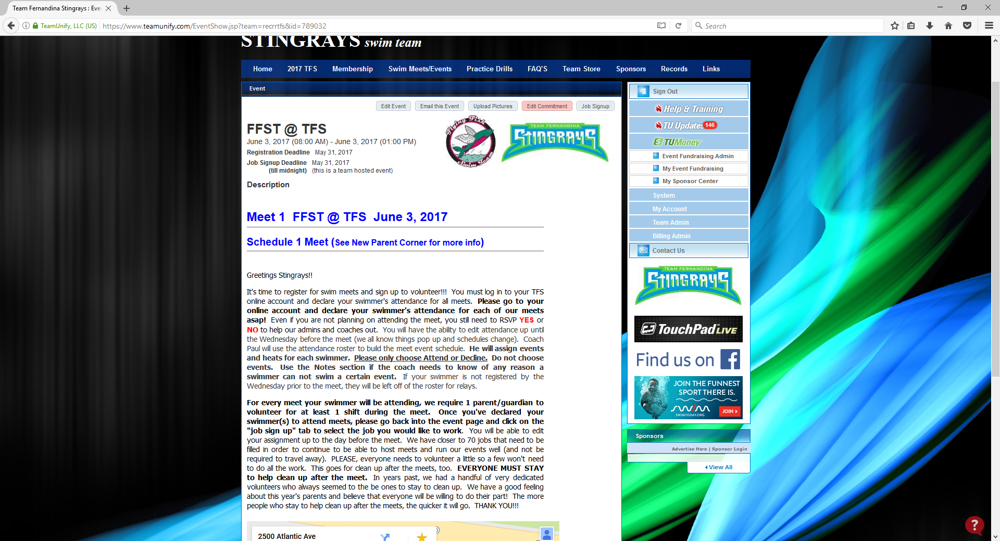 Team Fernandina Stingrays : Eve
TeamUnify, LLC (US)
https://www.teamunify.com/EventShow.jsp?team=recrrtfs&id=789032
Search
STINGRAYS swim team
Home 2017 TFS Membership Swim Meets/Events Practice Drills FAQ'S Team Store Sponsors Records Links
Event
Edit Event Email this Event Upload Pictures Edit Commitment Job Signup
FFST @ TFS
June 3, 2017 (08:00 AM) - June 3, 2017 (01:00 PM)
Registration Deadline May 31, 2017
Job Signup Deadline May 31, 2017
(till midnight) (this is a team hosted event)
Flying Fish
Swim Team
TEAM FERNANDINA
STINGRAYS
Description
Meet 1 FFST @ TFS June 3, 2017
Schedule 1 Meet (See New Parent Corner for more info)
Greetings Stingrays!!
It's time to register for swim meets and sign up to volunteer!!! You must log in to your TFS
online account and declare your swimmer's attendance for all meets. Please go to your
online account and declare your swimmer's attendance for each of our meets
asap! Even if you are not planning on attending the meet, you still need to RSVP YES or
NO to help our admins and coaches out. You will have the ability to edit attendance up until
the Wednesday before the meet (we all know things pop up and schedules change). Coach
Paul will use the attendance roster to build the meet event schedule. He will assign events
and heats for each swimmer. Please only choose Attend or Decline. Do not choose
events. Use the Notes section if the coach needs to know of any reason a
swimmer can not swim a certain event. If your swimmer is not registered by the
Wednesday prior to the meet, they will be left off of the roster for relays.
For every meet your swimmer will be attending, we require 1 parent/guardian to
volunteer for at least 1 shift during the meet. Once you've declared your
swimmer(s) to attend meets, please go back into the event page and click on the
"job sign up" tab to select the job you would like to work. You will be able to edit
your assignment up to the day before the meet. We have closer to 70 jobs that need to be
filled in order to continue to be able to host meets and run our events well (and not be
required to travel away). PLEASE, everyone needs to volunteer a little so a few won't need
to do all the work. This goes for clean up after the meets, too. EVERYONE MUST STAY
to help clean up after the meet. In years past, we had a handful of very dedicated
volunteers who always seemed to the be ones to stay to clean up. We have a good feeling
about this year's parents and believe that everyone will be willing to do their part! The more
people who stay to help clean up after the meets, the quicker it will go. THANK YOU!!!
2500 Atlantic Ave
Sign Out
Help & Training
TU Updates 146
TUMoney
Event Fundraising Admin
My Event Fundraising
My Sponsor Center
System
My Account
Team Admin
Billing Admin
Contact Us
TEAM FERNANDINA
STINGRAYS
TouchPad LIVE
Find us on f
JOIN THE FUNNEST
SPORT THERE IS.
SWIM
SWIMTODAY.ORG
JOIN
Sponsors
Advertise Here | Sponsor Login
View All
?